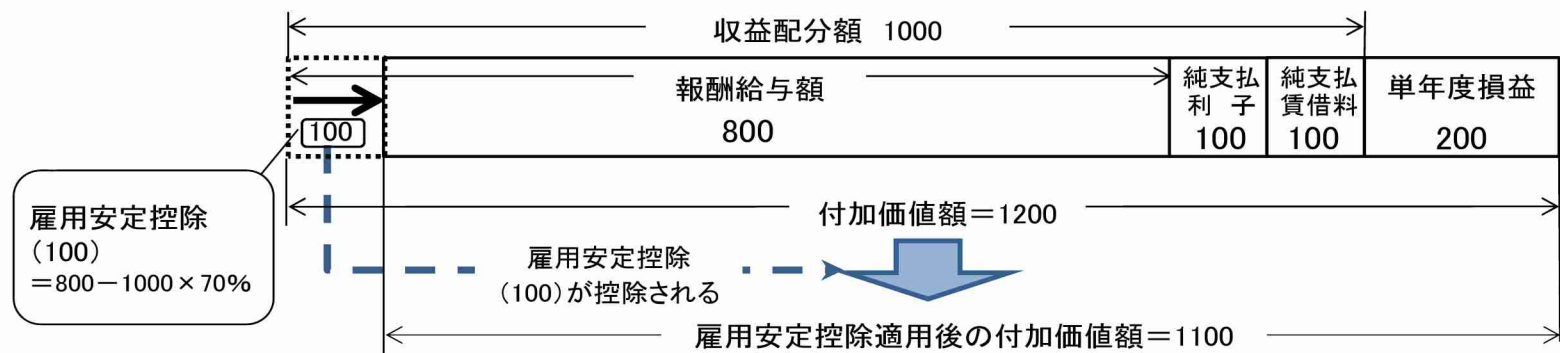 収益配分額 1000
報酬給与額
800
純支払
利 子
100
純支払
賃借料
100
単年度損益
200
100
雇用安定控除
(100)
=800-1000×70%
付加価値額=1200
雇用安定控除
(100)が控除される
雇用安定控除適用後の付加価値額=1100